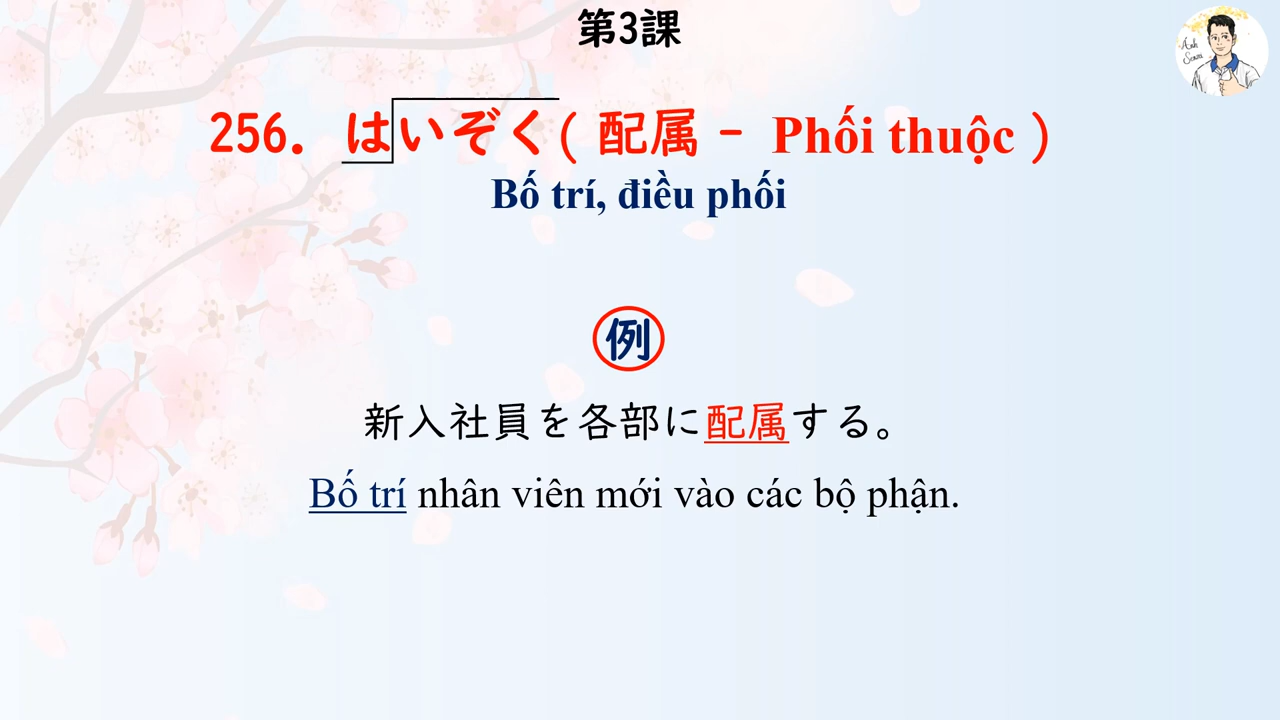 第3課
Anh Sensei
256. はいぞく( 配属 - Phối thuộc )
Bố trí, điều phối
例
新入社員を各部に配属する。
Bố trí nhân viên mới vào các bộ phận.